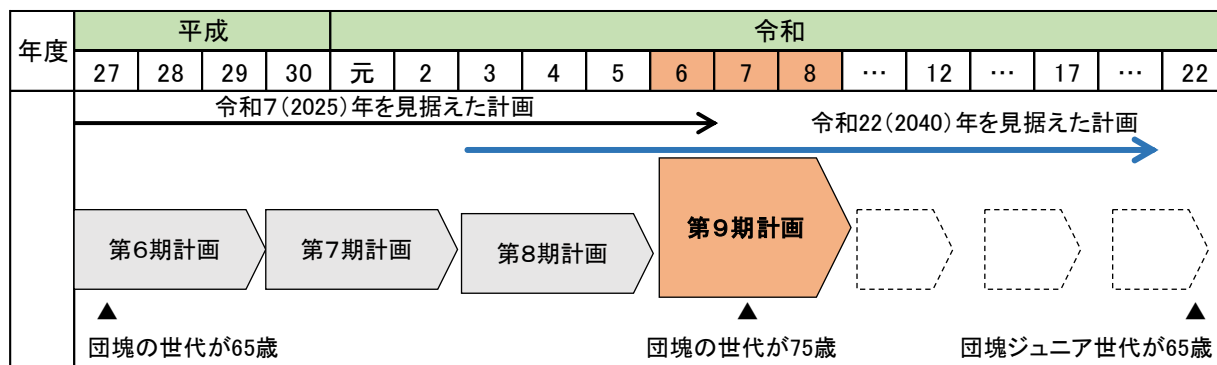 年度 平成 令和
27 28 29 30 元 2 3 4 5 6 7 8 … 12 … 17 … 22
令和7(2025)年を見据えた計画
令和22(2040)年を見据えた計画
第6期計画 第7期計画 第8期計画 第9期計画
▲ ▲ ▲
団塊の世代が65歳 団塊の世代が75歳 団塊ジュニア世代が65歳